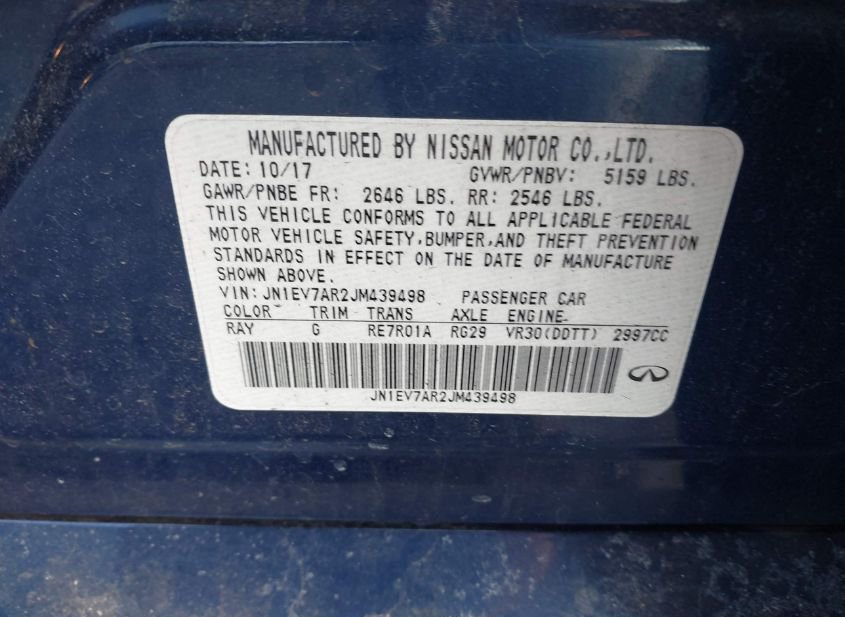 MANUFACTURED BY NISSAN MOTOR CO.,LTD.
DATE: 10/17 GVWR/PNBV: 5159 LBS.
GAWR/PNBE FR: 2646 LBS. RR: 2546 LBS.
THIS VEHICLE CONFORMS TO ALL APPLICABLE FEDERAL
MOTOR VEHICLE SAFETY,BUMPER,AND THEFT PREVENTION
STANDARDS IN EFFECT ON THE DATE OF MANUFACTURE
SHOWN ABOVE.
VIN: JN1EV7AR2JM439498 PASSENGER CAR
COLOR TRIM TRANS AXLE ENGINE
RAY G RE7R01A RG29 VR30(DDTT) 2997CC
JN1EV7AR2JM439498